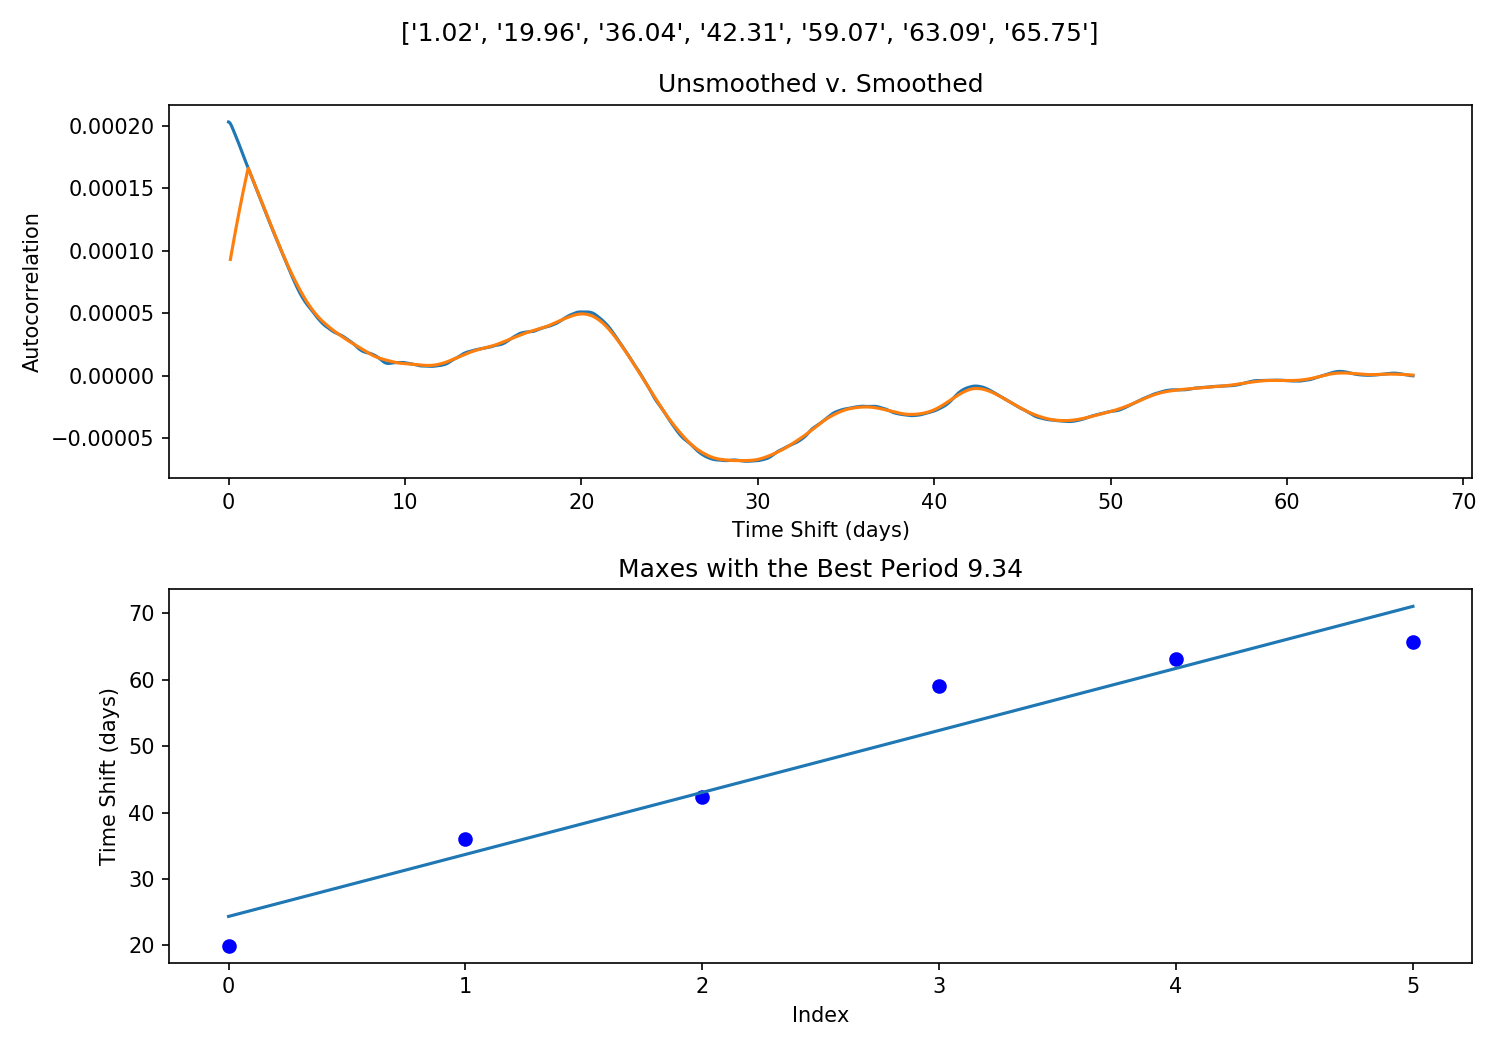 ['1.02', '19.96', '36.04', '42.31', '59.07', '63.09', '65.75']
Unsmoothed v. Smoothed
0.00020
0.00015
0.00010
0.00005
0.00000
−0.00005
Autocorrelation
0 10 20 30 40 50 60 70
Time Shift (days)
Maxes with the Best Period 9.34
70
60
50
40
30
20
Time Shift (days)
0 1 2 3 4 5
Index